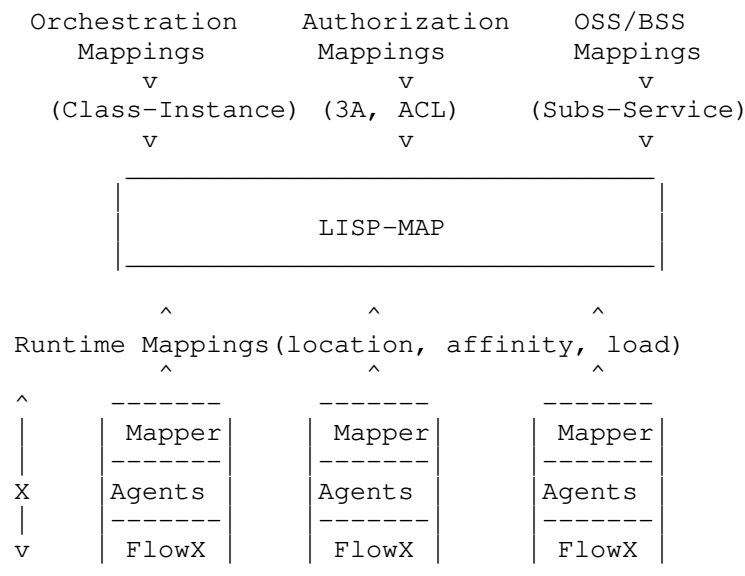 Orchestration Authorization OSS/BSS
Mappings Mappings Mappings
v v v
(Class-Instance) (3A, ACL) (Subs-Service)
v v v
LISP-MAP
^ ^ ^
Runtime Mappings(location, affinity, load)
^ ^ ^
^ ------- ------- -------
| | Mapper| | Mapper| | Mapper|
| |-------| |-------| |-------|
X |Agents | |Agents | |Agents |
| |-------| |-------| |-------|
v | FlowX | | FlowX | | FlowX |